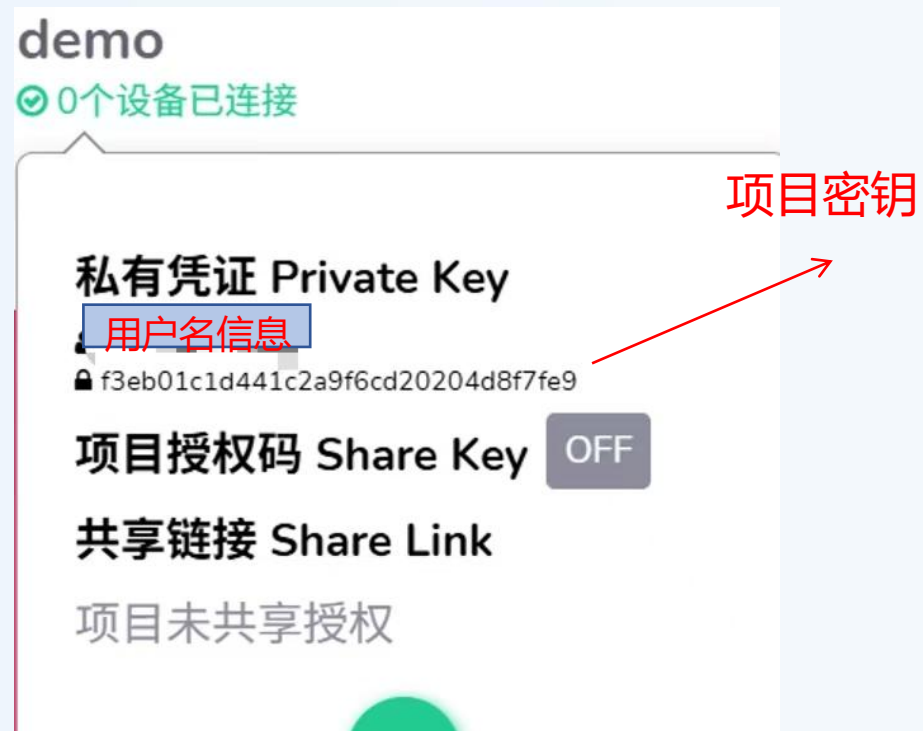 demo
0个设备已连接
项目密钥
私有凭证 Private Key
用户名信息
f3eb01c1d441c2a9f6cd20204d8f7fe9
项目授权码 Share Key OFF
共享链接 Share Link
项目未共享授权